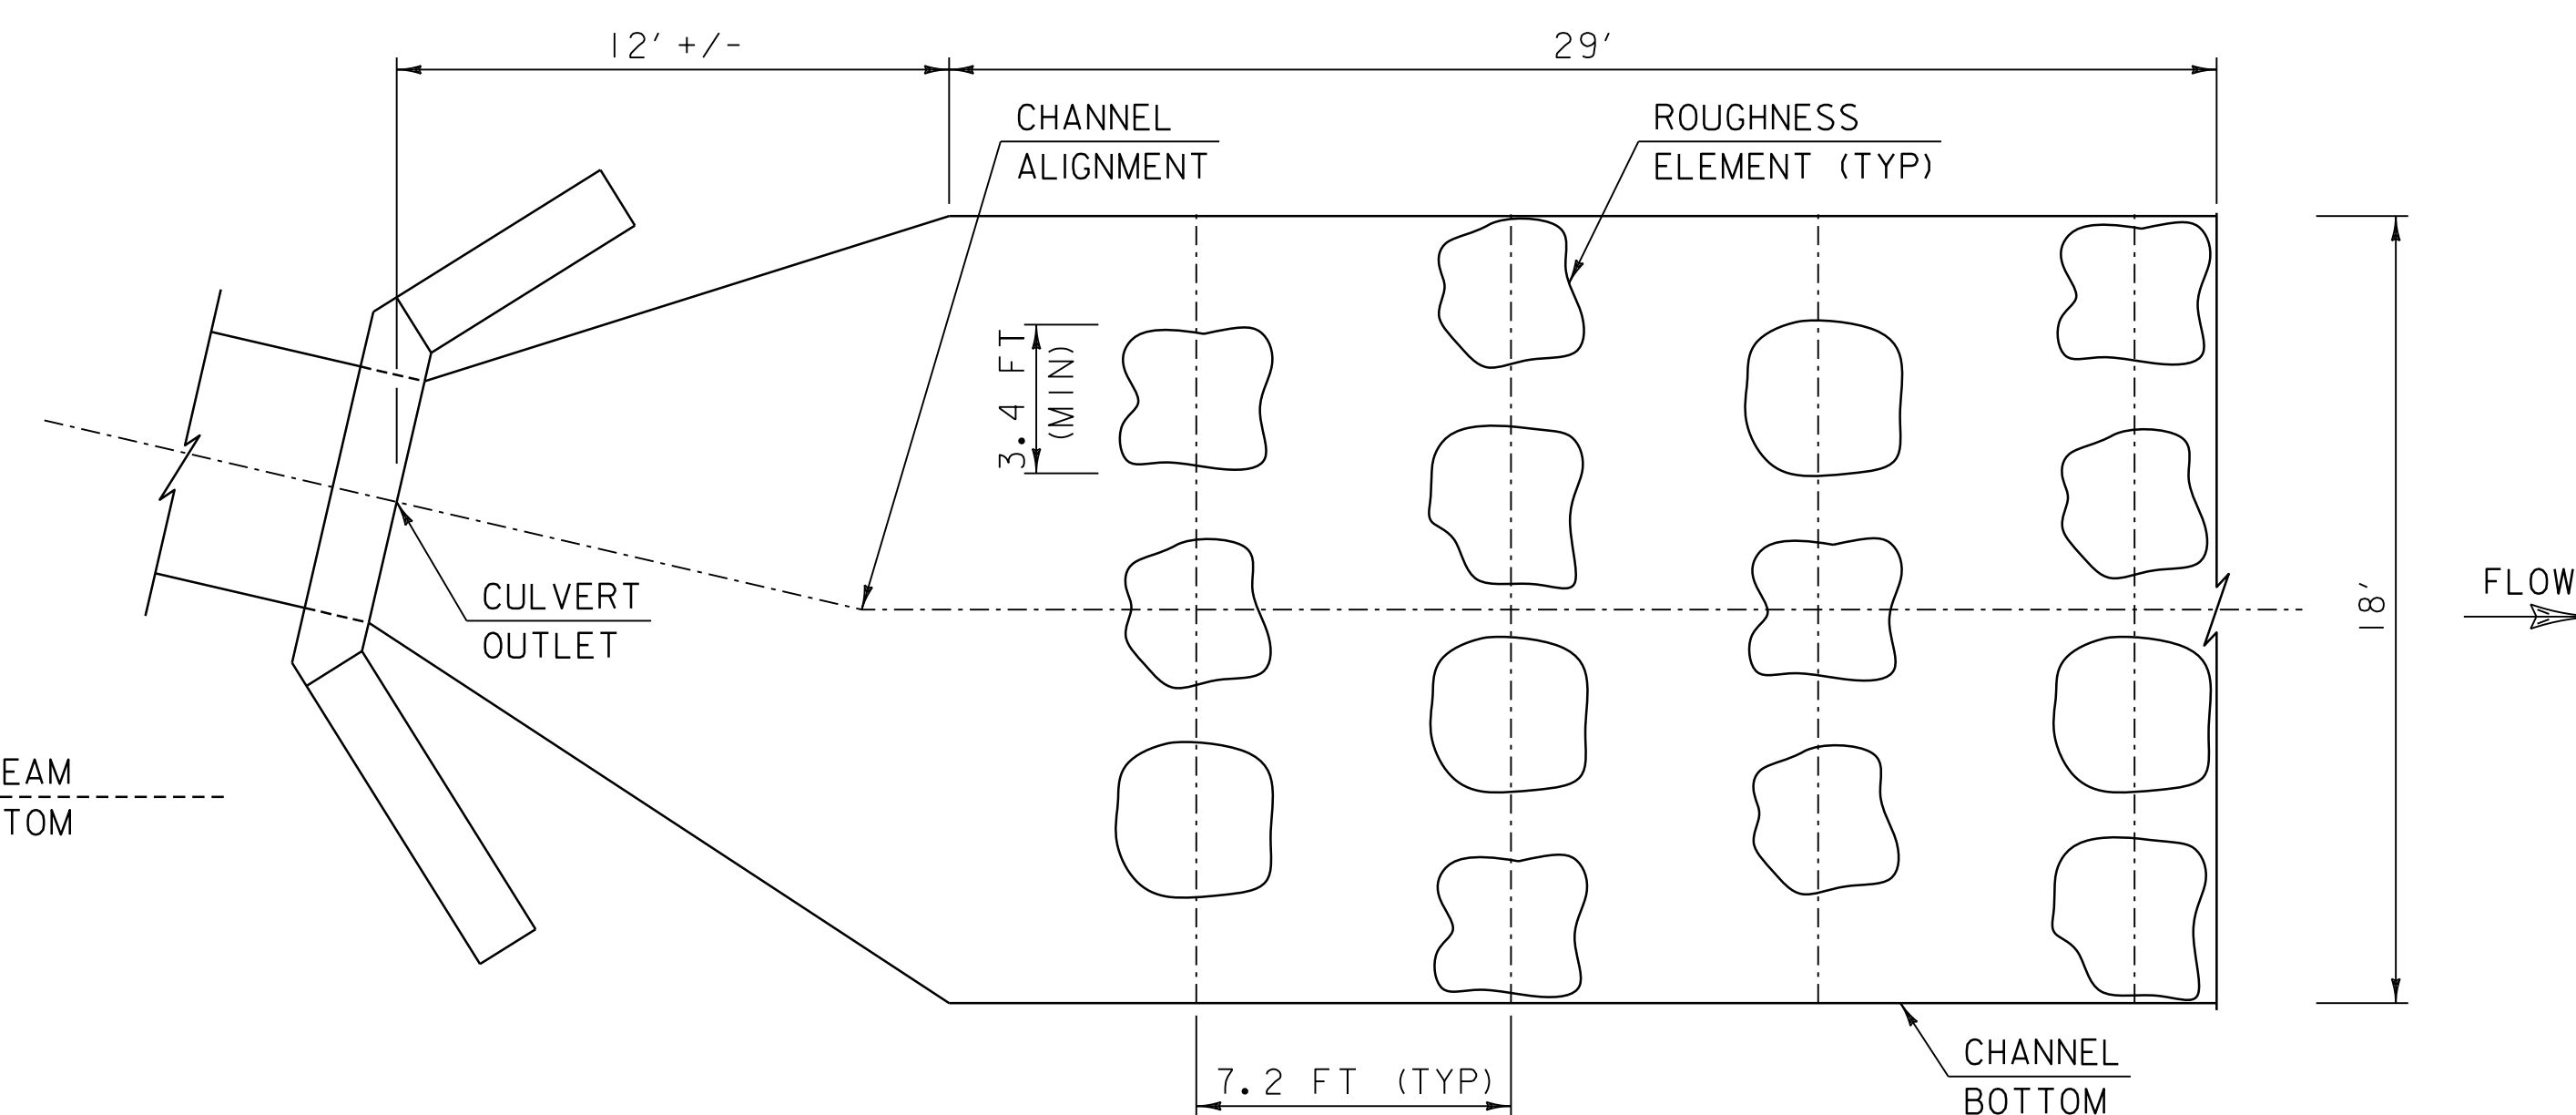 12' +/-
29'
CHANNEL
ALIGNMENT
ROUGHNESS
ELEMENT (TYP)
3.4 FT
(MIN)
CULVERT
OUTLET
18'
FLOW
EAM
TOM
7.2 FT (TYP)
CHANNEL
BOTTOM